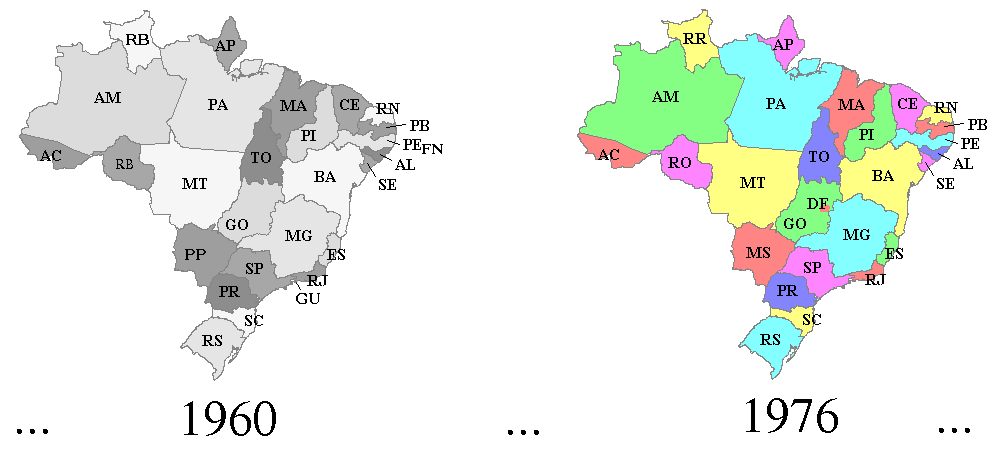 RB
AP
AM
PA
MA
CE
RN
PI
PB
PE
FN
AC
RB
TO
AL
MT
BA
SE
GO
MG
PP
SP
ES
RJ
PR
GU
SC
RS
... 1960
RR
AP
AM
PA
MA
CE
RN
PI
PB
PE
AC
RO
TO
AL
MT
BA
SE
DF
GO
MG
MS
SP
ES
RJ
PR
SC
RS
... 1976 ...